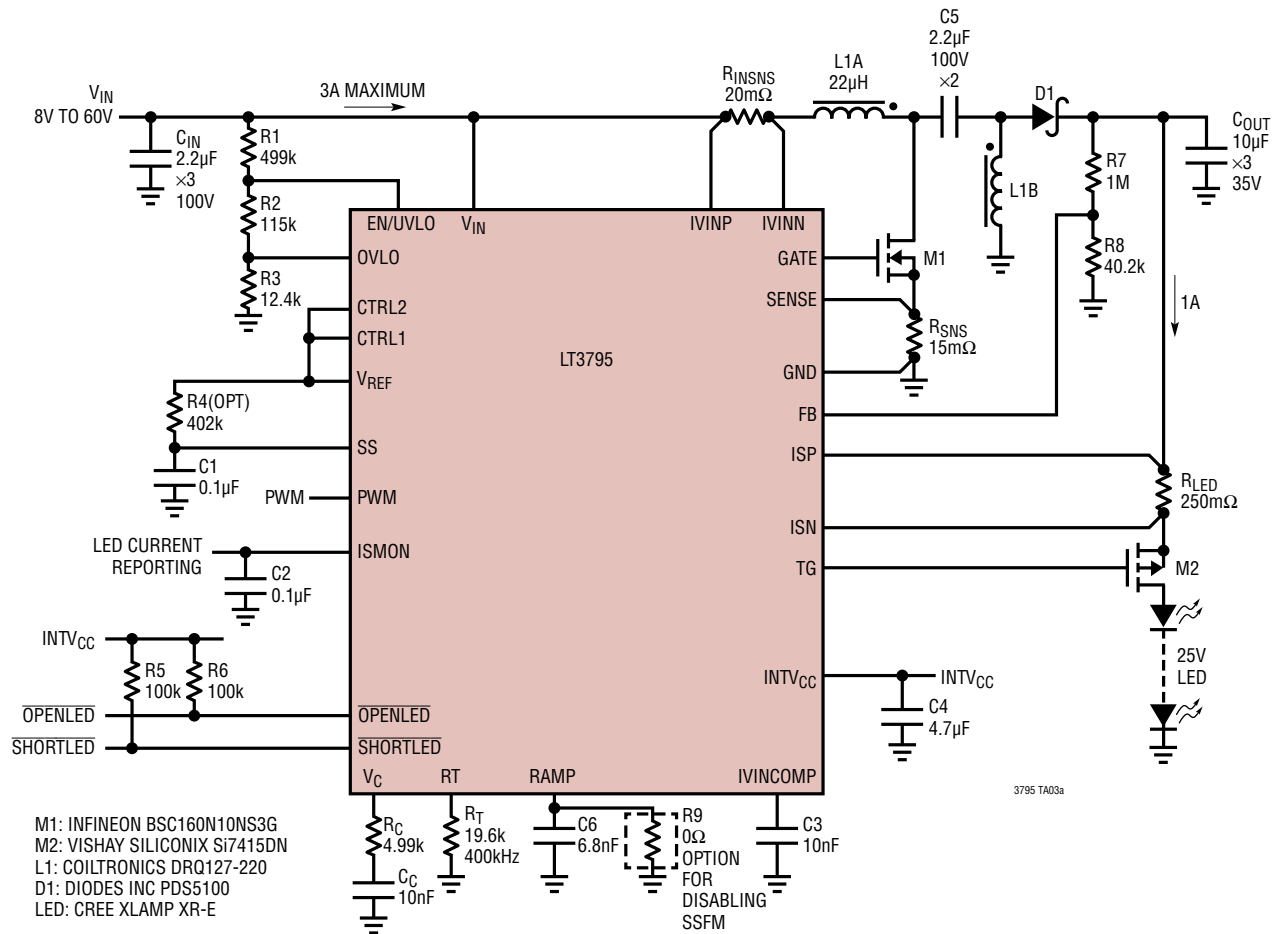 V_IN
8V TO 60V
3A MAXIMUM
C_IN
2.2µF
×3
100V
R1
499k
R2
115k
R3
12.4k
R_INSNS
20mΩ
L1A
22µH
C5
2.2µF
100V
×2
D1
L1B
R7
1M
R8
40.2k
C_OUT
10µF
×3
35V
1A
M1
R_SNS
15mΩ
R_LED
250mΩ
M2
25V
LED
EN/UVLO
V_IN
IVINP
IVINN
OVLO
CTRL2
CTRL1
V_REF
SS
PWM
ISMON
OPENLED
SHORTLED
V_C
RT
RAMP
IVINCOMP
GATE
SENSE
GND
FB
ISP
ISN
TG
INTV_CC
LT3795
R4(OPT)
402k
C1
0.1µF
PWM
LED CURRENT
REPORTING
C2
0.1µF
INTV_CC
R5
100k
R6
100k
OPENLED
SHORTLED
INTV_CC
C4
4.7µF
R_C
4.99k
C_C
10nF
R_T
19.6k
400kHz
C6
6.8nF
R9
0Ω
OPTION
FOR
DISABLING
SSFM
C3
10nF
3795 TA03a
M1: INFINEON BSC160N10NS3G
M2: VISHAY SILICONIX Si7415DN
L1: COILTRONICS DRQ127-220
D1: DIODES INC PDS5100
LED: CREE XLAMP XR-E